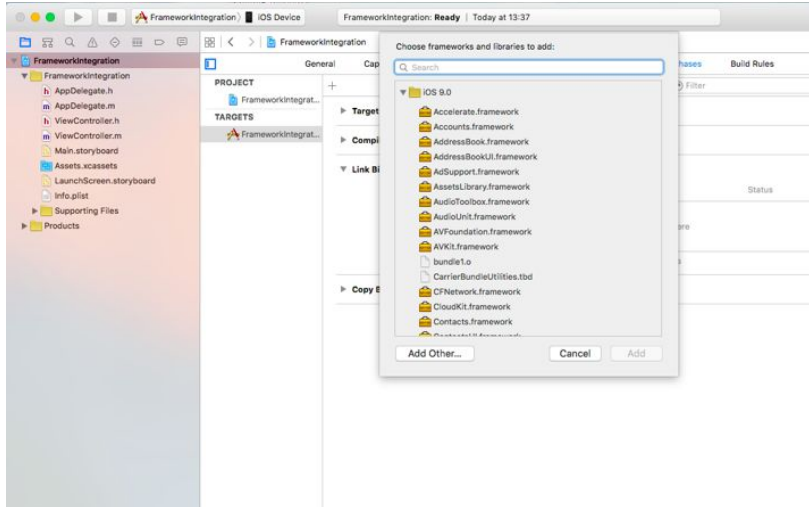 FrameworkIntegration
iOS Device
FrameworkIntegration: Ready | Today at 13:37
FrameworkIntegration
FrameworkIntegration
FrameworkIntegration
h AppDelegate.h
m AppDelegate.m
h ViewController.h
m ViewController.m
Main.storyboard
Assets.xcassets
LaunchScreen.storyboard
Info.plist
Supporting Files
Products
General
Cap
hases
Build Rules
PROJECT
FrameworkIntegrat...
TARGETS
FrameworkIntegrat...
+
Filter
Target
Compi
Link Bi
Status
Copy B
Choose frameworks and libraries to add:
Search
iOS 9.0
Accelerate.framework
Accounts.framework
AddressBook.framework
AddressBookUI.framework
AdSupport.framework
AssetsLibrary.framework
AudioToolbox.framework
AudioUnit.framework
AVFoundation.framework
AVKit.framework
bundle1.o
CarrierBundleUtilities.tbd
CFNetwork.framework
CloudKit.framework
Contacts.framework
ContactsUI.framework
Add Other...
Cancel
Add